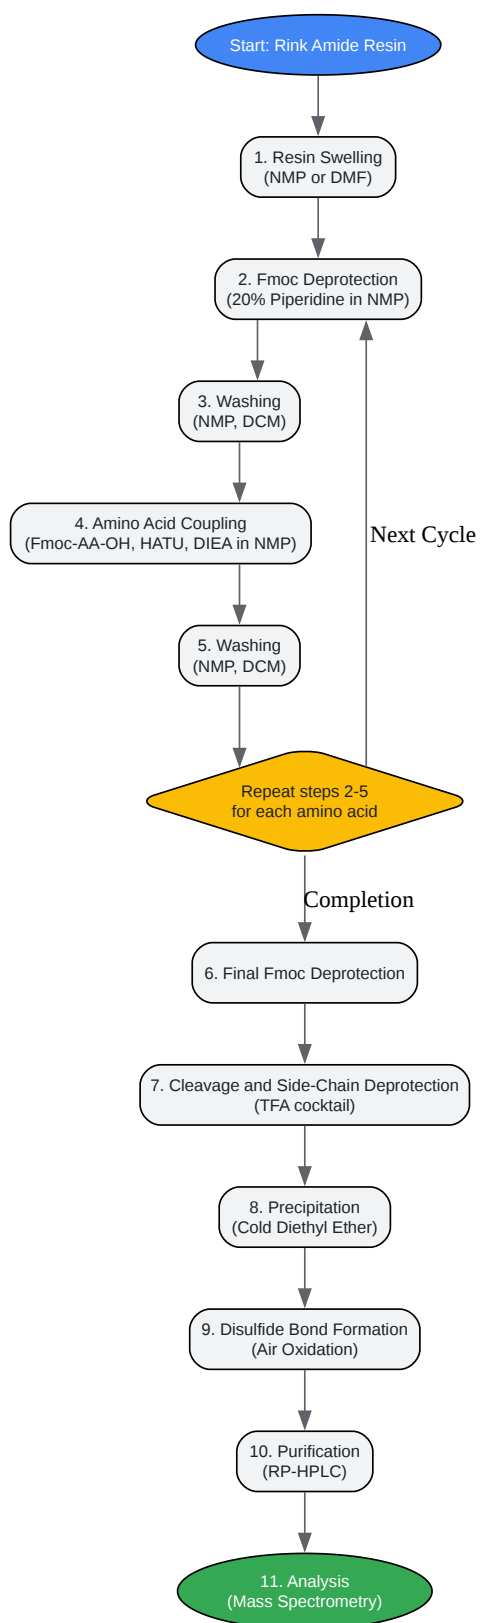 Start: Rink Amide Resin
1. Resin Swelling
(NMP or DMF)
2. Fmoc Deprotection
(20% Piperidine in NMP)
3. Washing
(NMP, DCM)
4. Amino Acid Coupling
(Fmoc-AA-OH, HATU, DIEA in NMP)
Next Cycle
5. Washing
(NMP, DCM)
Repeat steps 2-5
for each amino acid
Completion
6. Final Fmoc Deprotection
7. Cleavage and Side-Chain Deprotection
(TFA cocktail)
8. Precipitation
(Cold Diethyl Ether)
9. Disulfide Bond Formation
(Air Oxidation)
10. Purification
(RP-HPLC)
11. Analysis
(Mass Spectrometry)